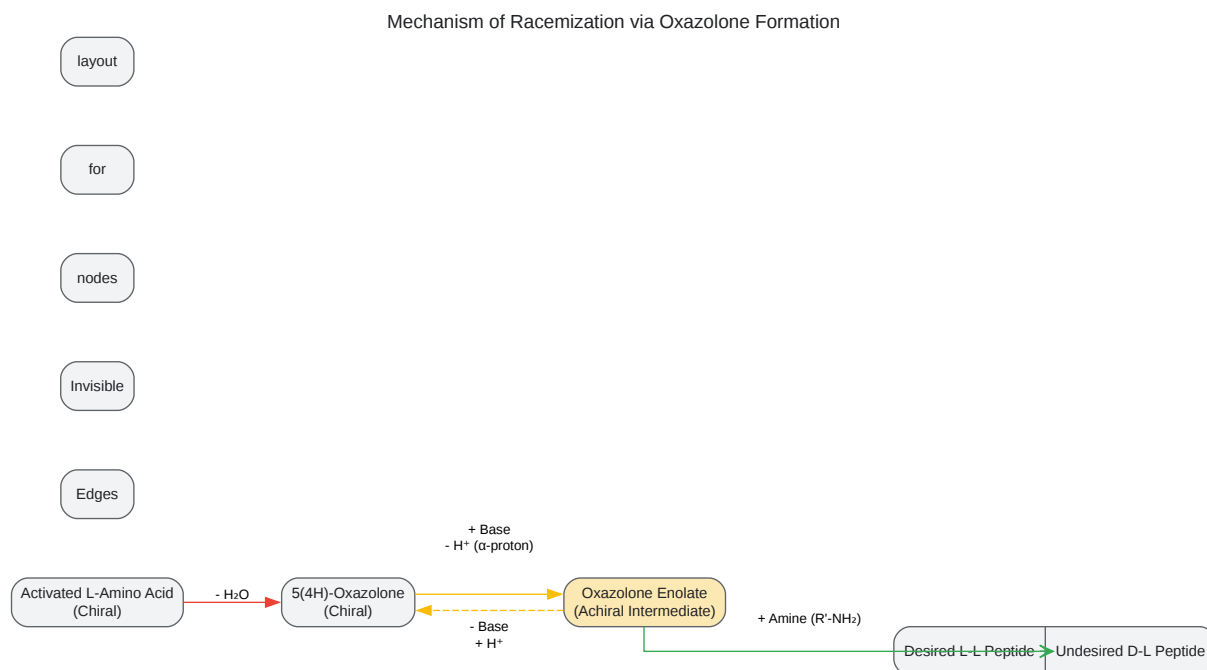 Mechanism of Racemization via Oxazolone Formation
layout
for
nodes
Invisible
Edges
+ Base
- H⁺ (α-proton)
Activated L-Amino Acid
(Chiral)
- H₂O
5(4H)-Oxazolone
(Chiral)
Oxazolone Enolate
(Achiral Intermediate)
- Base
+ H⁺
+ Amine (R'-NH₂)
Desired L-L Peptide
Undesired D-L Peptide